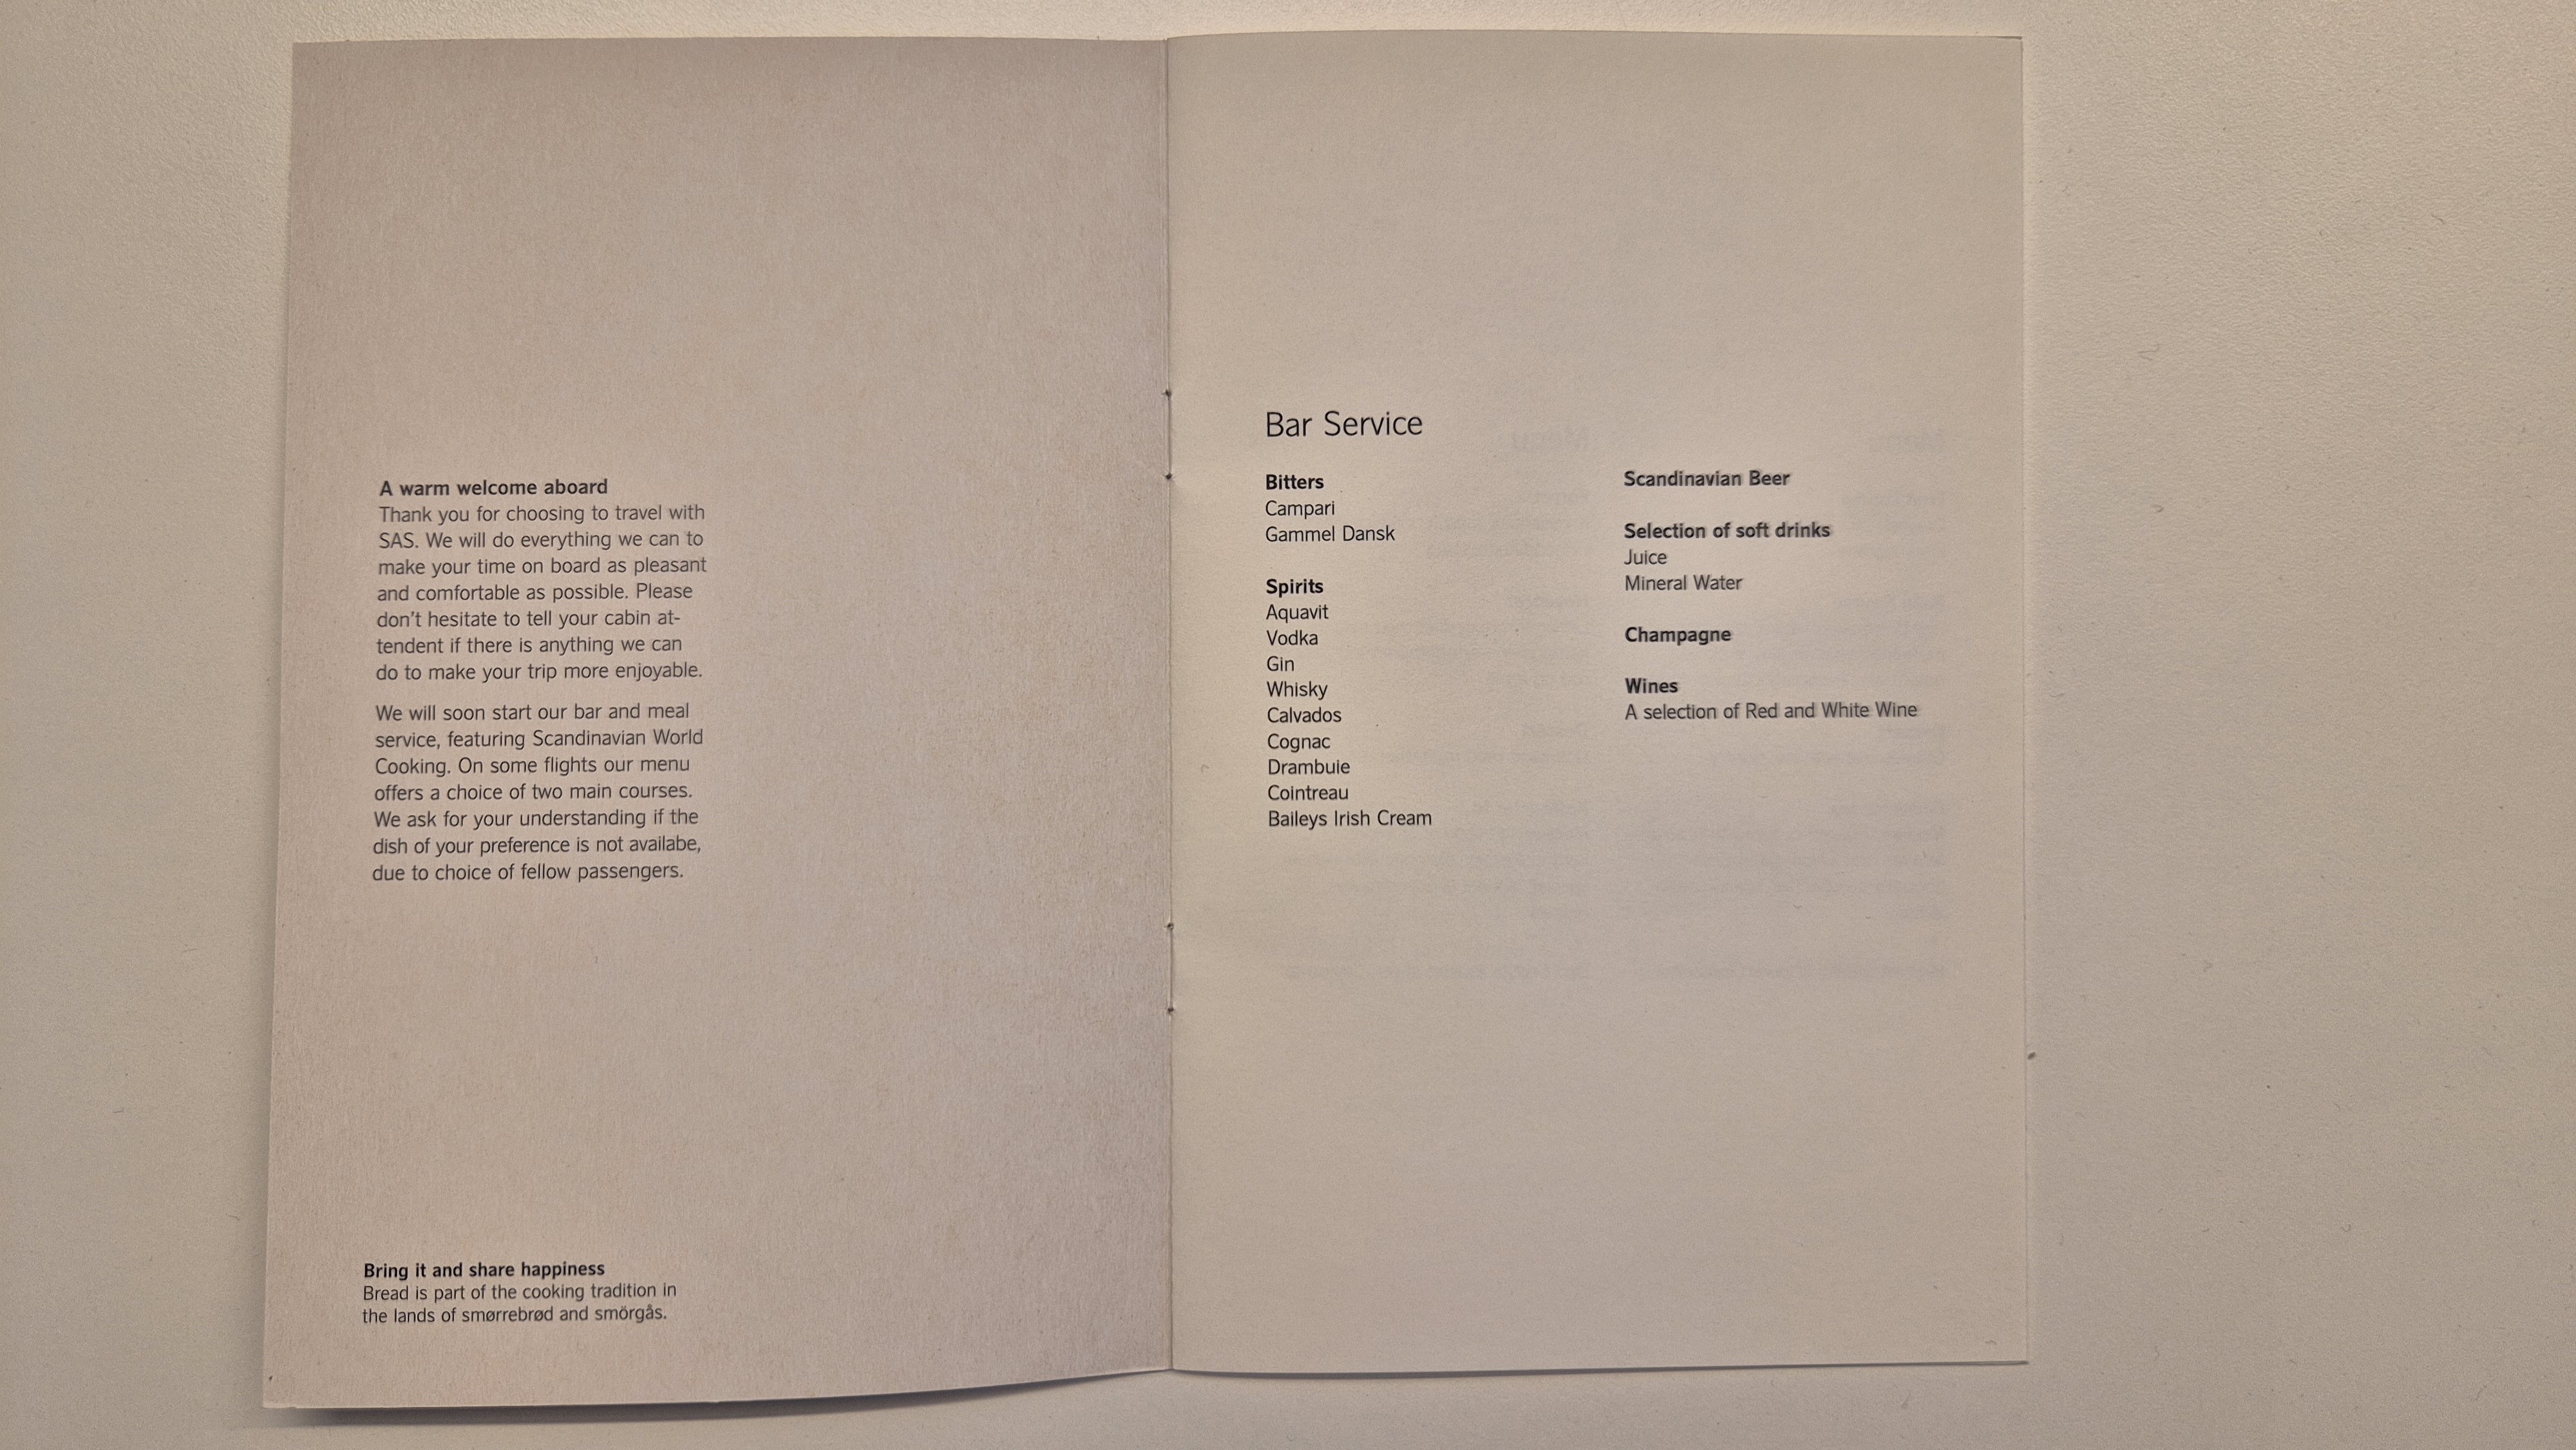 A warm welcome aboard
Thank you for choosing to travel with
SAS. We will do everything we can to
make your time on board as pleasant
and comfortable as possible. Please
don't hesitate to tell your cabin at-
tendent if there is anything we can
do to make your trip more enjoyable.
We will soon start our bar and meal
service, featuring Scandinavian World
Cooking. On some flights our menu
offers a choice of two main courses.
We ask for your understanding if the
dish of your preference is not availabe,
due to choice of fellow passengers.
Bring it and share happiness
Bread is part of the cooking tradition in
the lands of smørrebrød and smörgås.
Bar Service
Bitters
Campari
Gammel Dansk
Spirits
Aquavit
Vodka
Gin
Whisky
Calvados
Cognac
Drambuie
Cointreau
Baileys Irish Cream
Scandinavian Beer
Selection of soft drinks
Juice
Mineral Water
Champagne
Wines
A selection of Red and White Wine